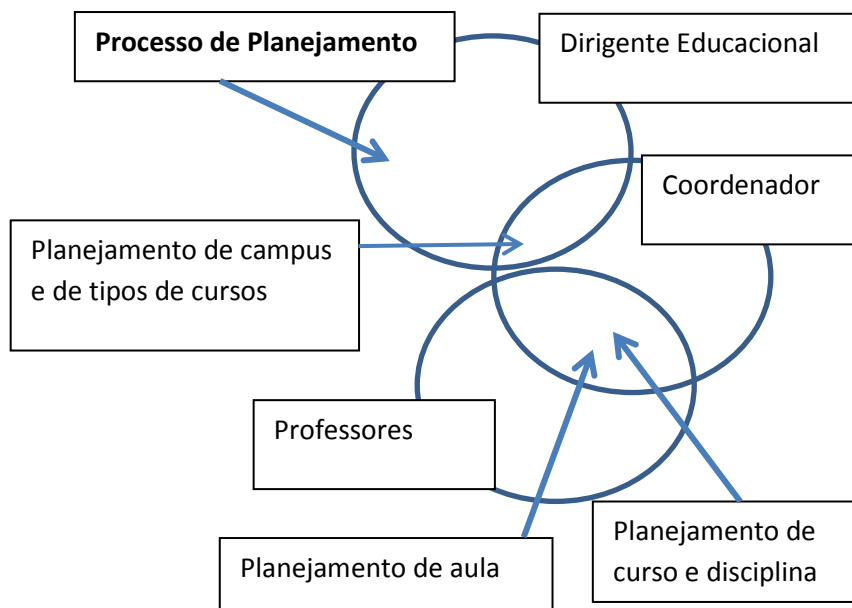 Processo de Planejamento
Dirigente Educacional
Coordenador
Planejamento de campus
e de tipos de cursos
Professores
Planejamento de aula
Planejamento de
curso e disciplina